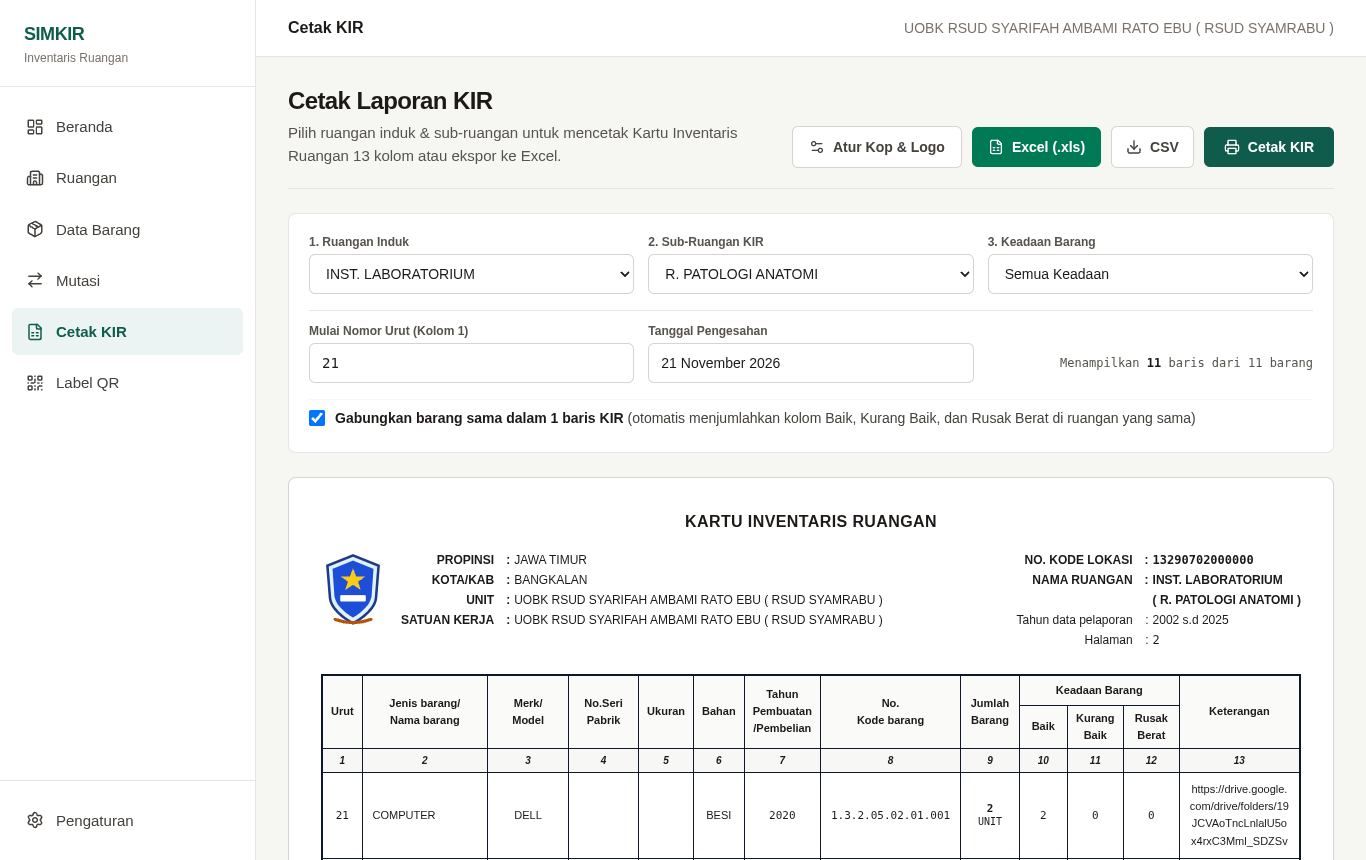 SIMKIR
Inventaris Ruangan
Beranda
Ruangan
Data Barang
Mutasi
Cetak KIR
Label QR
Pengaturan
Cetak KIR
UOBK RSUD SYARIFAH AMBAMI RATO EBU ( RSUD SYAMRABU )
Cetak Laporan KIR
Pilih ruangan induk & sub-ruangan untuk mencetak Kartu Inventaris
Ruangan 13 kolom atau ekspor ke Excel.
Atur Kop & Logo
Excel (.xls)
CSV
Cetak KIR
1. Ruangan Induk
2. Sub-Ruangan KIR
3. Keadaan Barang
INST. LABORATORIUM
R. PATOLOGI ANATOMI
Semua Keadaan
Mulai Nomor Urut (Kolom 1)
Tanggal Pengesahan
21
21 November 2026
Menampilkan 11 baris dari 11 barang
Gabungkan barang sama dalam 1 baris KIR (otomatis menjumlahkan kolom Baik, Kurang Baik, dan Rusak Berat di ruangan yang sama)
KARTU INVENTARIS RUANGAN
PROPINSI : JAWA TIMUR
KOTA/KAB : BANGKALAN
UNIT : UOBK RSUD SYARIFAH AMBAMI RATO EBU ( RSUD SYAMRABU )
SATUAN KERJA : UOBK RSUD SYARIFAH AMBAMI RATO EBU ( RSUD SYAMRABU )
NO. KODE LOKASI : 13290702000000
NAMA RUANGAN : INST. LABORATORIUM
( R. PATOLOGI ANATOMI )
Tahun data pelaporan : 2002 s.d 2025
Halaman : 2
Urut
Jenis barang/
Nama barang
Merk/
Model
No.Seri
Pabrik
Ukuran
Bahan
Tahun
Pembuatan
/Pembelian
No.
Kode barang
Jumlah
Barang
Keadaan Barang
Baik
Kurang
Baik
Rusak
Berat
Keterangan
1 2 3 4 5 6 7 8 9 10 11 12 13
21 COMPUTER DELL BESI 2020 1.3.2.05.02.01.001
2
UNIT
2 0 0
https://drive.google.
com/drive/folders/19
JCVAoTncLnlalU5o
x4rxC3Mml_SDZSv